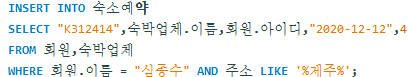 INSERT INTO 숙소예약
SELECT "K312414",숙박업체.이름,회원.아이디,"2020-12-12",4
FROM 회원,숙박업체
WHERE 회원.이름 = "심종수" AND 주소 LIKE '%제주%';